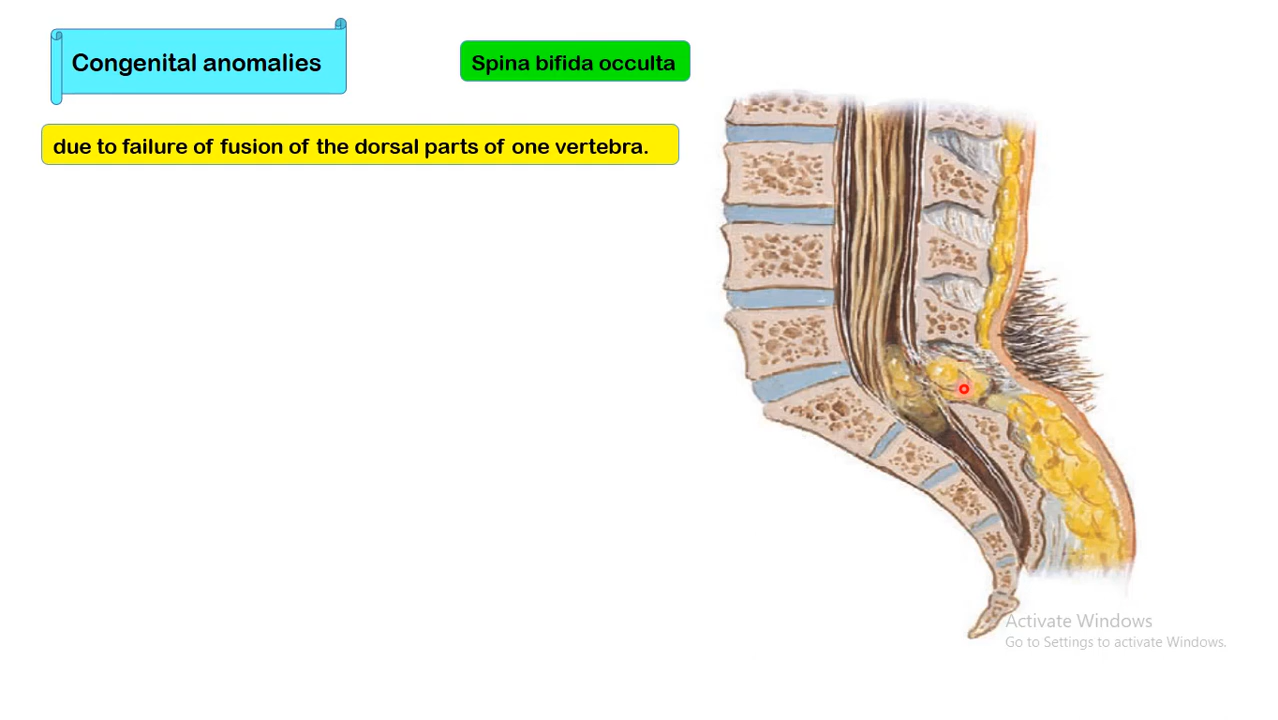 Congenital anomalies
Spina bifida occulta
due to failure of fusion of the dorsal parts of one vertebra.
Activate Windows
Go to Settings to activate Windows.